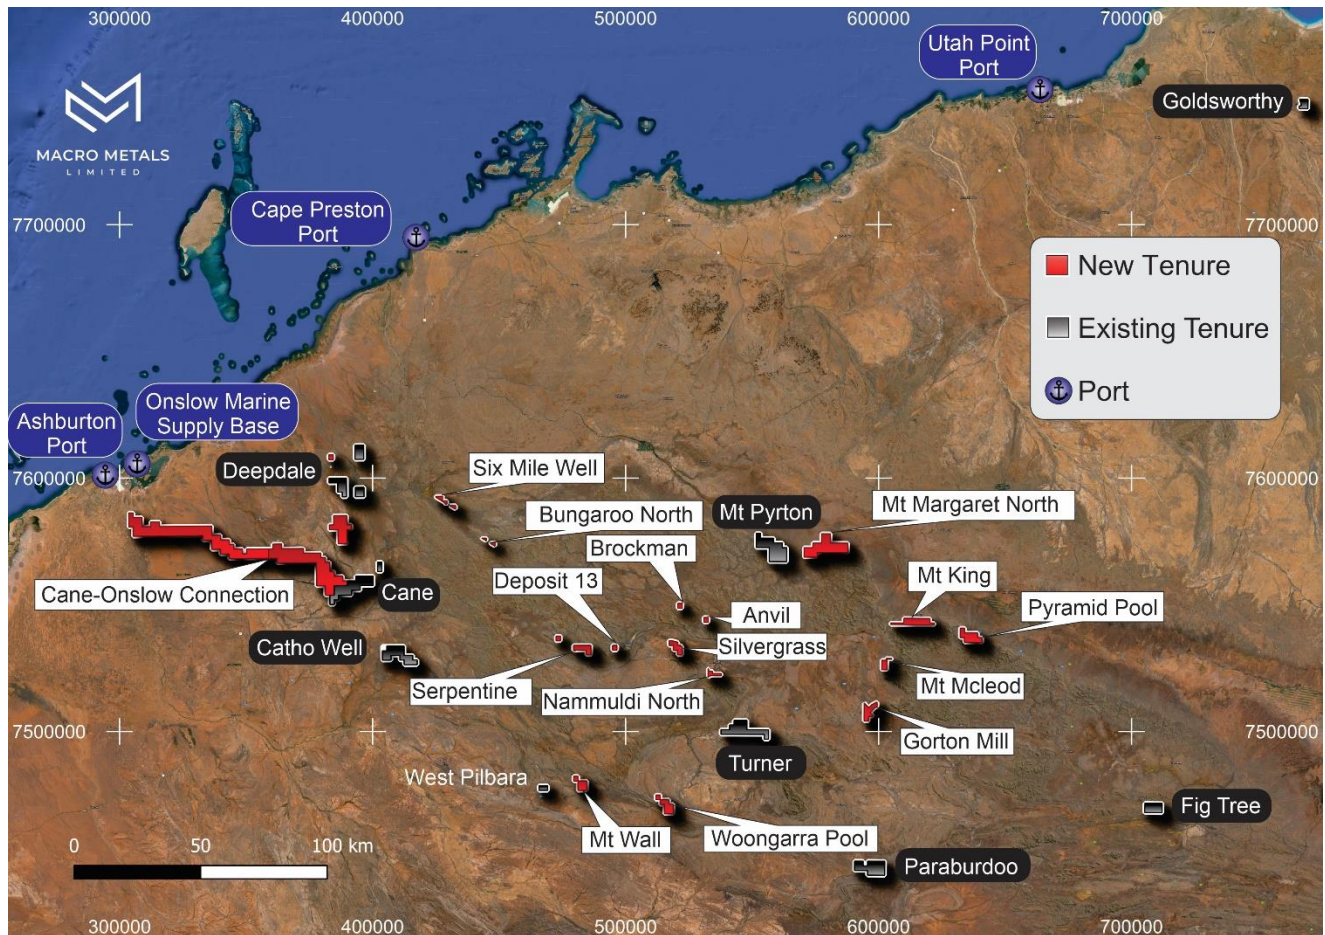 300000
400000
500000
600000
700000
Utah Point
Port
Goldsworthy
MACRO METALS
LIMITED
Cape Preston
Port
7700000
7700000
New Tenure
Existing Tenure
Port
Ashburton
Port
Onslow Marine
Supply Base
Deepdale
7600000
7600000
Six Mile Well
Bungaroo North
Brockman
Deposit 13
Mt Pyrton
Mt Margaret North
Mt King
Pyramid Pool
Cane-Onslow Connection
Cane
Anvil
Catho Well
Silvergrass
Serpentine
Nammuldi North
Mt Mcleod
7500000
7500000
Gorton Mill
Turner
West Pilbara
Mt Wall
Woongarra Pool
Fig Tree
Paraburdoo
0
50
100 km
300000
400000
500000
600000
700000